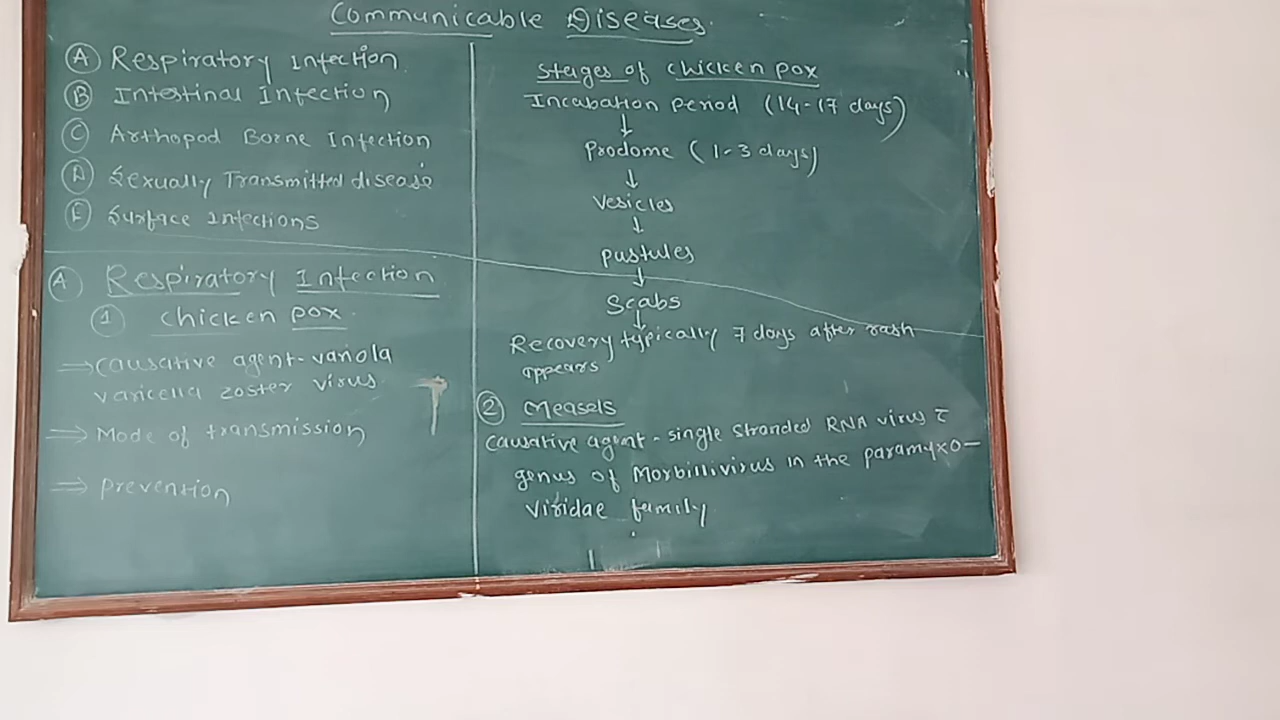 Communicable Diseases.
(A) Respiratory Infection
(B) Intestinal Infection
(C) Arthopod Borne Infection
(D) Sexually Transmitted disease
(E) Surface Infections
(A) Respiratory Infection
(1) Chicken pox.
→ Causative agent - variola
varicella zoster virus
⇒ Mode of transmission
⇒ Prevention
Stages of chicken pox
Incubation period (14-17 days)
↓
Prodome (1-3 days)
↓
Vesicles
↓
Pustules
↓
Scabs
↓
Recovery typically 7 days after rash
appears
(2) Measels
Causative agent - single stranded RNA virus c̄
genus of Morbillivirus in the paramyxo-
viridae family